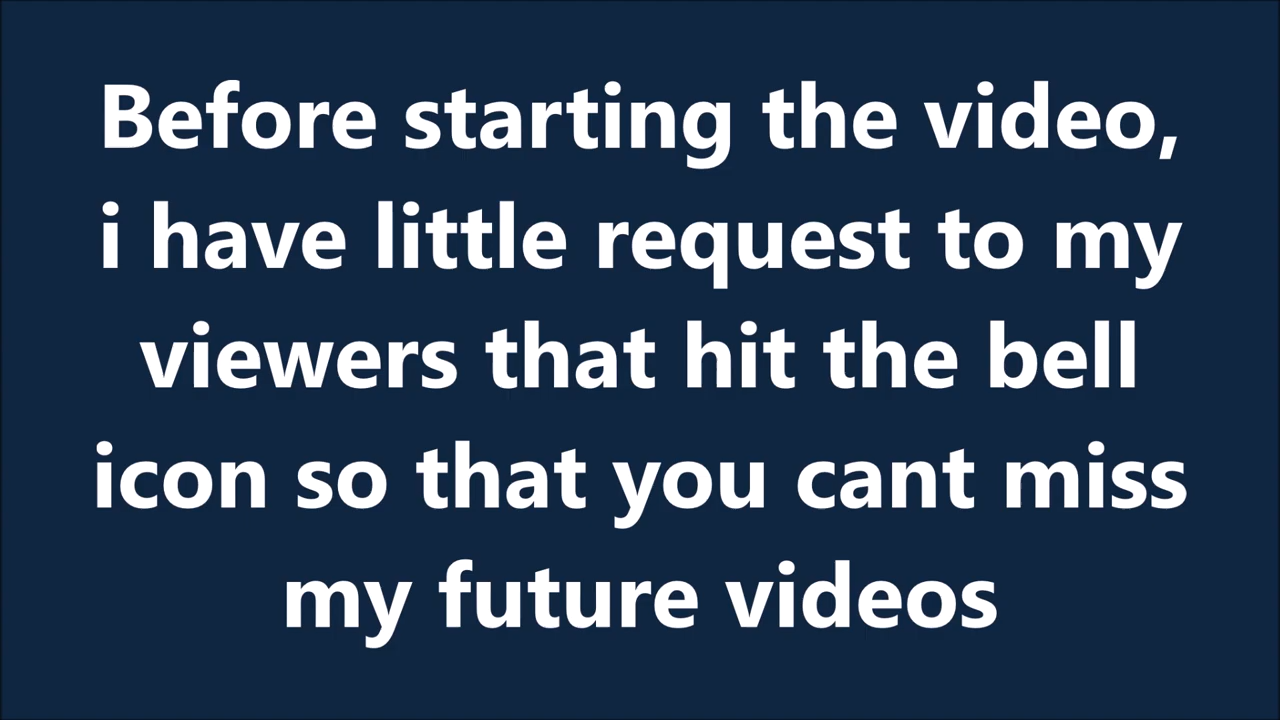 Before starting the video,
i have little request to my
viewers that hit the bell
icon so that you cant miss
my future videos